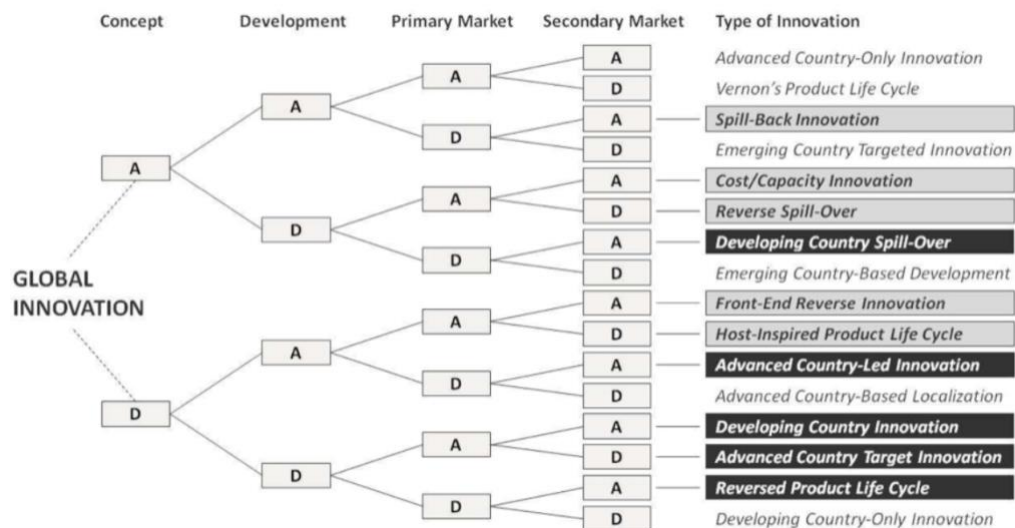 Concept Development Primary Market Secondary Market Type of Innovation
A Advanced Country-Only Innovation
A
D Vernon's Product Life Cycle
A
A Spill-Back Innovation
D
D Emerging Country Targeted Innovation
A
A Cost/Capacity Innovation
A
D Reverse Spill-Over
D
A Developing Country Spill-Over
D
D Emerging Country-Based Development
GLOBAL
INNOVATION
A Front-End Reverse Innovation
A
D Host-Inspired Product Life Cycle
A
A Advanced Country-Led Innovation
D
D Advanced Country-Based Localization
D
A Developing Country Innovation
A
D Advanced Country Target Innovation
D
A Reversed Product Life Cycle
D
D Developing Country-Only Innovation